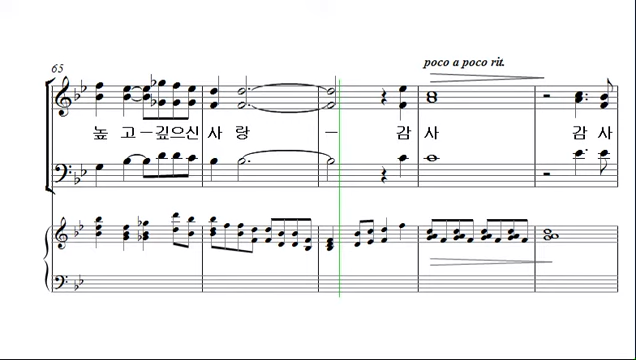 65
poco a poco rit.
높 고 – 깊으신 사 랑 – 감 사 감 사